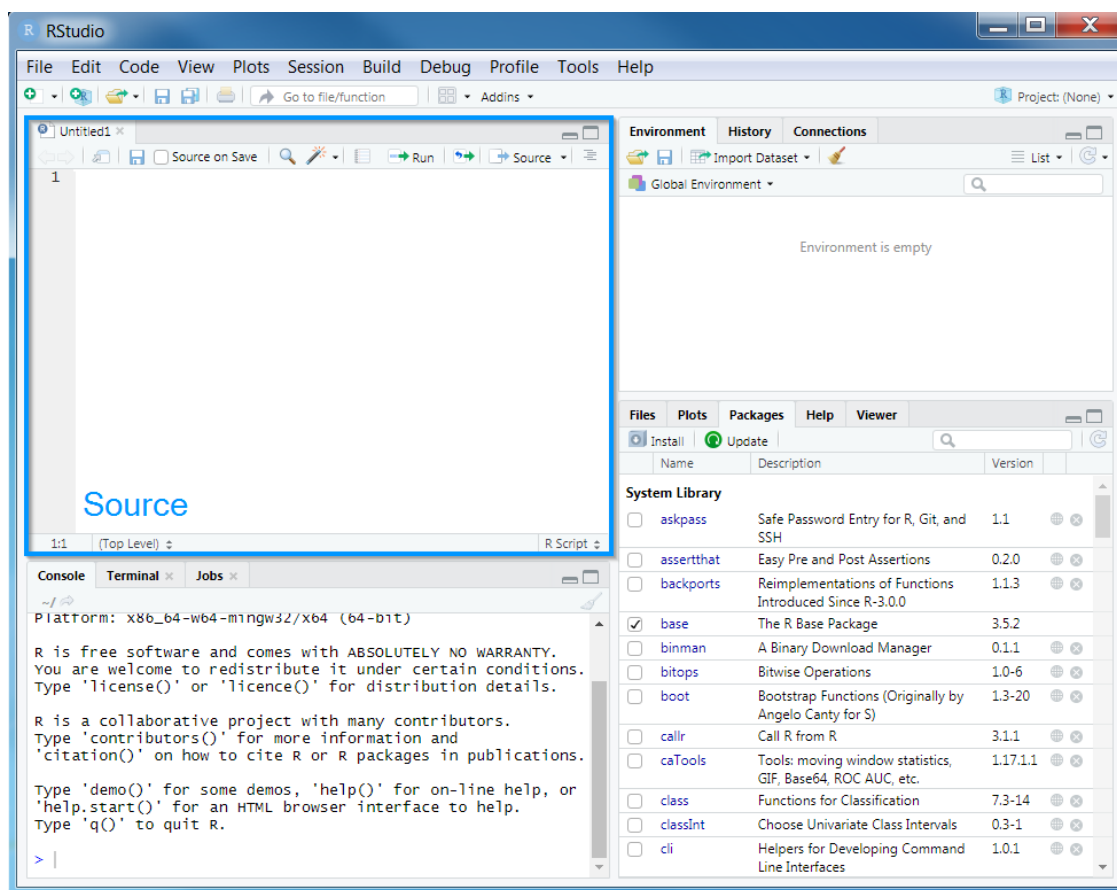 RStudio
File Edit Code View Plots Session Build Debug Profile Tools Help
Go to file/function Addins Project: (None)
Untitled1
Source on Save Run Source
1
Source
1:1 (Top Level) R Script
Console Terminal Jobs
~/
Platform: x86_64-w64-mingw32/x64 (64-bit)
R is free software and comes with ABSOLUTELY NO WARRANTY.
You are welcome to redistribute it under certain conditions.
Type 'license()' or 'licence()' for distribution details.
R is a collaborative project with many contributors.
Type 'contributors()' for more information and
'citation()' on how to cite R or R packages in publications.
Type 'demo()' for some demos, 'help()' for on-line help, or
'help.start()' for an HTML browser interface to help.
Type 'q()' to quit R.
>
Environment History Connections
Import Dataset List
Global Environment
Environment is empty
Files Plots Packages Help Viewer
Install Update
Name Description Version
System Library
askpass Safe Password Entry for R, Git, and 1.1
SSH
assertthat Easy Pre and Post Assertions 0.2.0
backports Reimplementations of Functions 1.1.3
Introduced Since R-3.0.0
base The R Base Package 3.5.2
binman A Binary Download Manager 0.1.1
bitops Bitwise Operations 1.0-6
boot Bootstrap Functions (Originally by 1.3-20
Angelo Canty for S)
callr Call R from R 3.1.1
caTools Tools: moving window statistics, 1.17.1.1
GIF, Base64, ROC AUC, etc.
class Functions for Classification 7.3-14
classInt Choose Univariate Class Intervals 0.3-1
cli Helpers for Developing Command 1.0.1
Line Interfaces